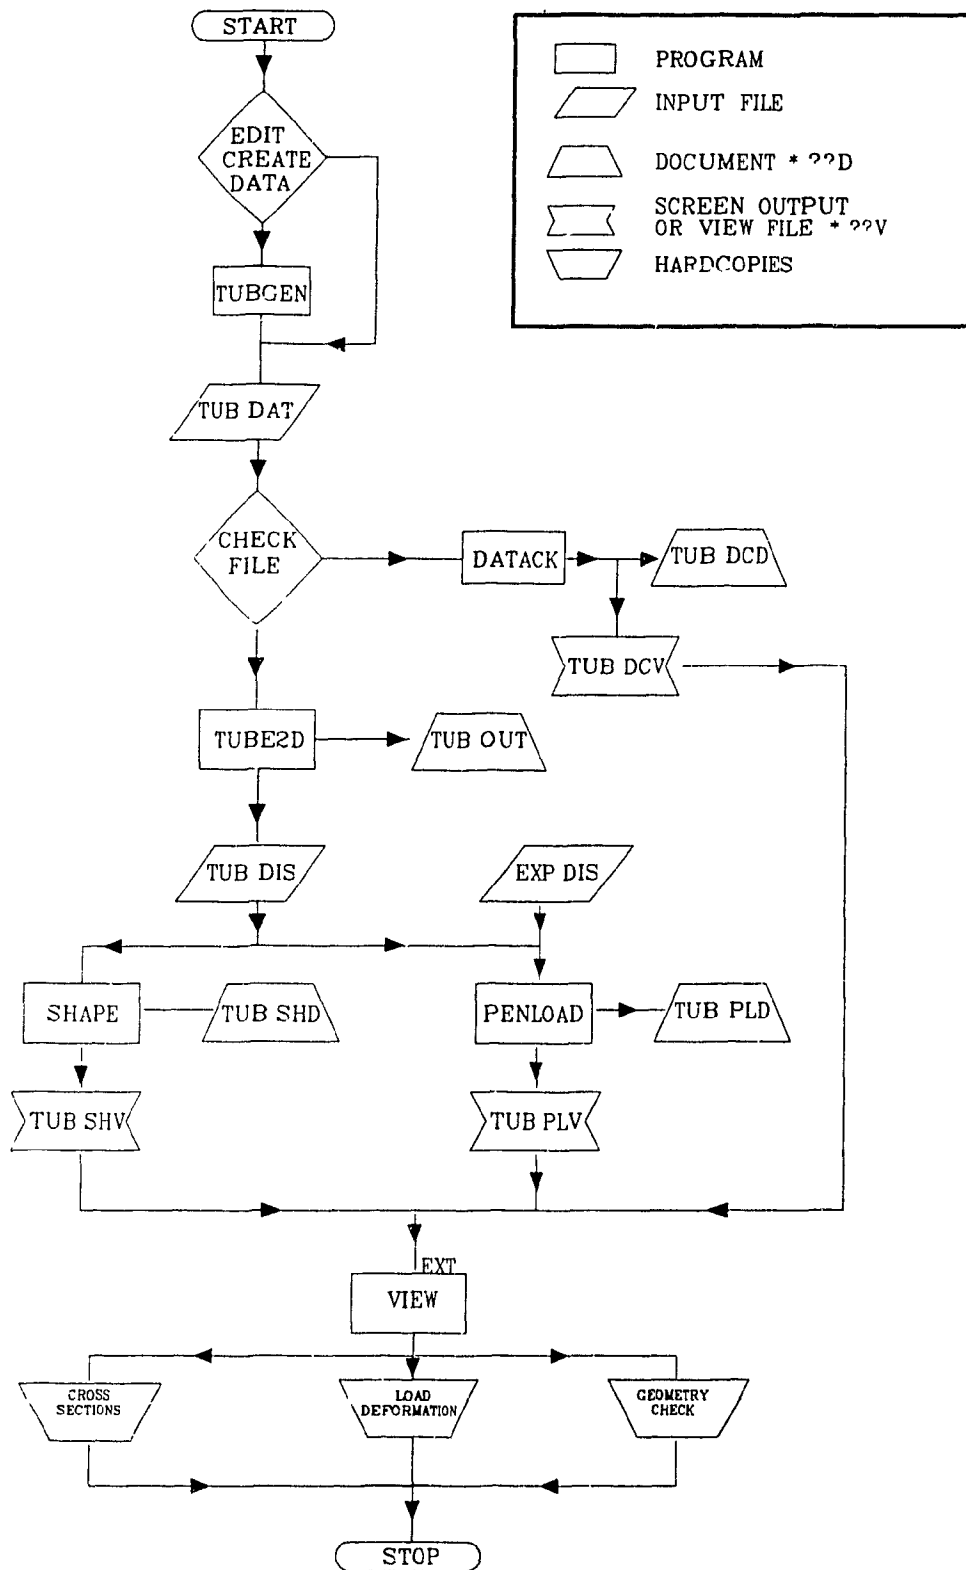 START
PROGRAM
INPUT FILE
DOCUMENT * ??D
SCREEN OUTPUT
OR VIEW FILE * ??V
HARDCOPIES
EDIT
CREATE
DATA
TUBGEN
TUB DAT
CHECK
FILE
DATACK
TUB DCD
TUB DCV
TUBE2D
TUB OUT
TUB DIS
EXP DIS
SHAPE
TUB SHD
PENLOAD
TUB PLD
TUB SHV
TUB PLV
EXT
VIEW
CROSS
SECTIONS
LOAD
DEFORMATION
GEOMETRY
CHECK
STOP